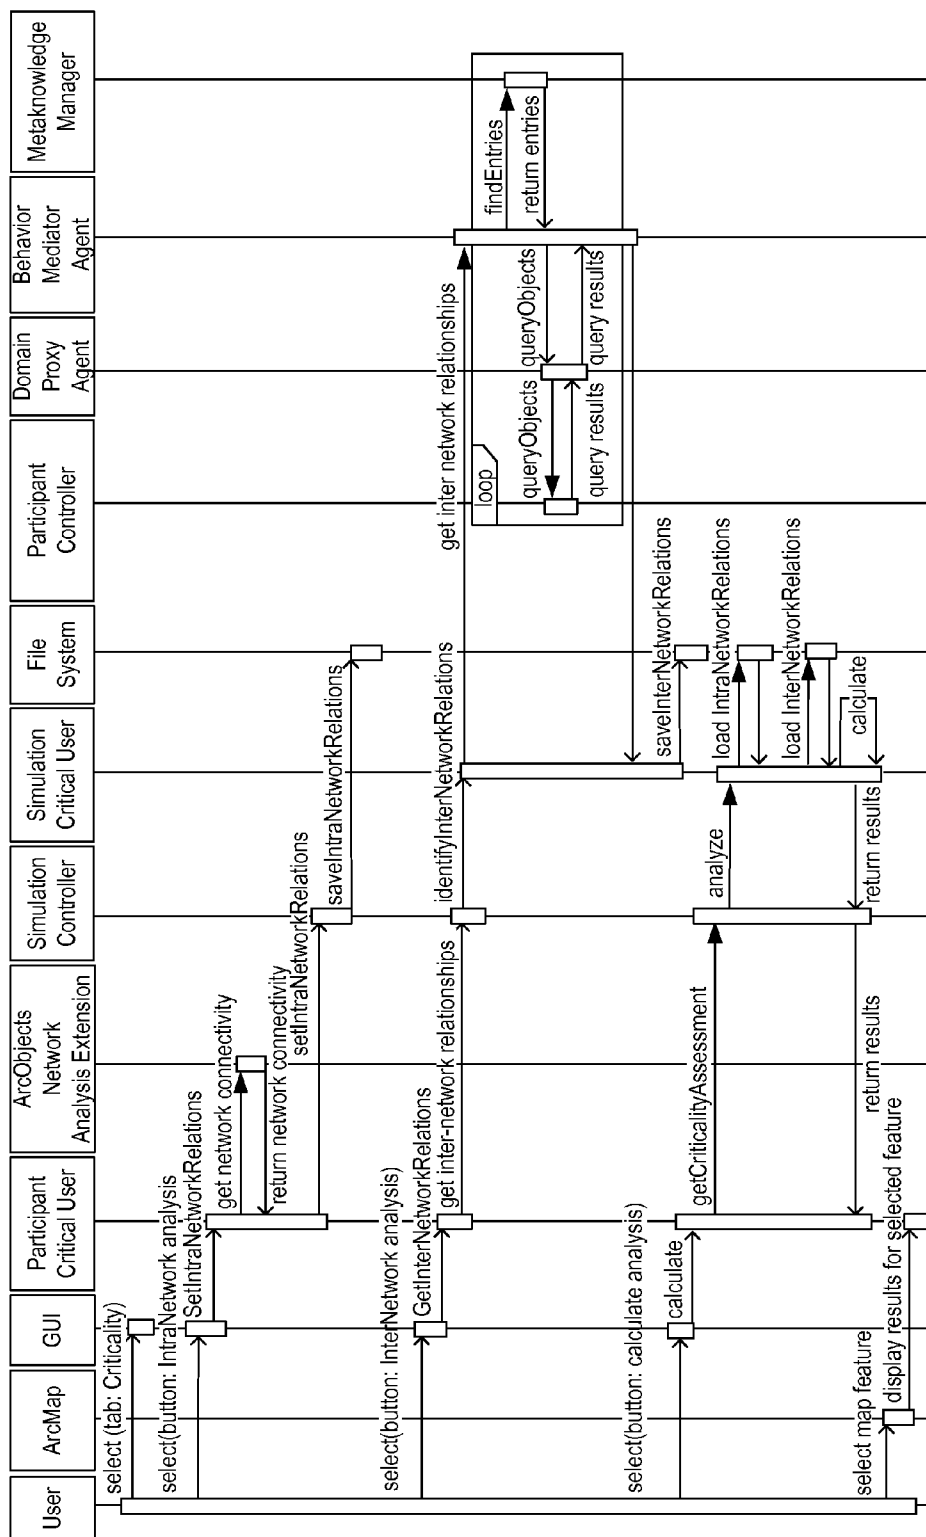 User
ArcMap
GUI
Participant
Critical User
ArcObjects
Network
Analysis Extension
Simulation
Controller
Simulation
Critical User
File
System
Participant
Controller
Domain
Proxy
Agent
Behavior
Mediator
Agent
Metaknowledge
Manager
select (tab: Criticality)
select(button: IntraNetwork analysis
SetIntraNetworkRelations
get network connectivity
return network connectivity
setIntraNetworkRelations
saveIntraNetworkRelations
select(button: InterNetwork analysis)
GetInterNetworkRelations
get inter-network relationships
identifyInterNetworkRelations
get inter network relationships
loop
findEntries
return entries
queryObjects
queryObjects
query results
query results
saveInterNetworkRelations
select(button: calculate analysis)
calculate
getCriticalityAssessment
analyze
load IntraNetworkRelations
load InterNetworkRelations
calculate
return results
return results
select map feature
display results for selected feature